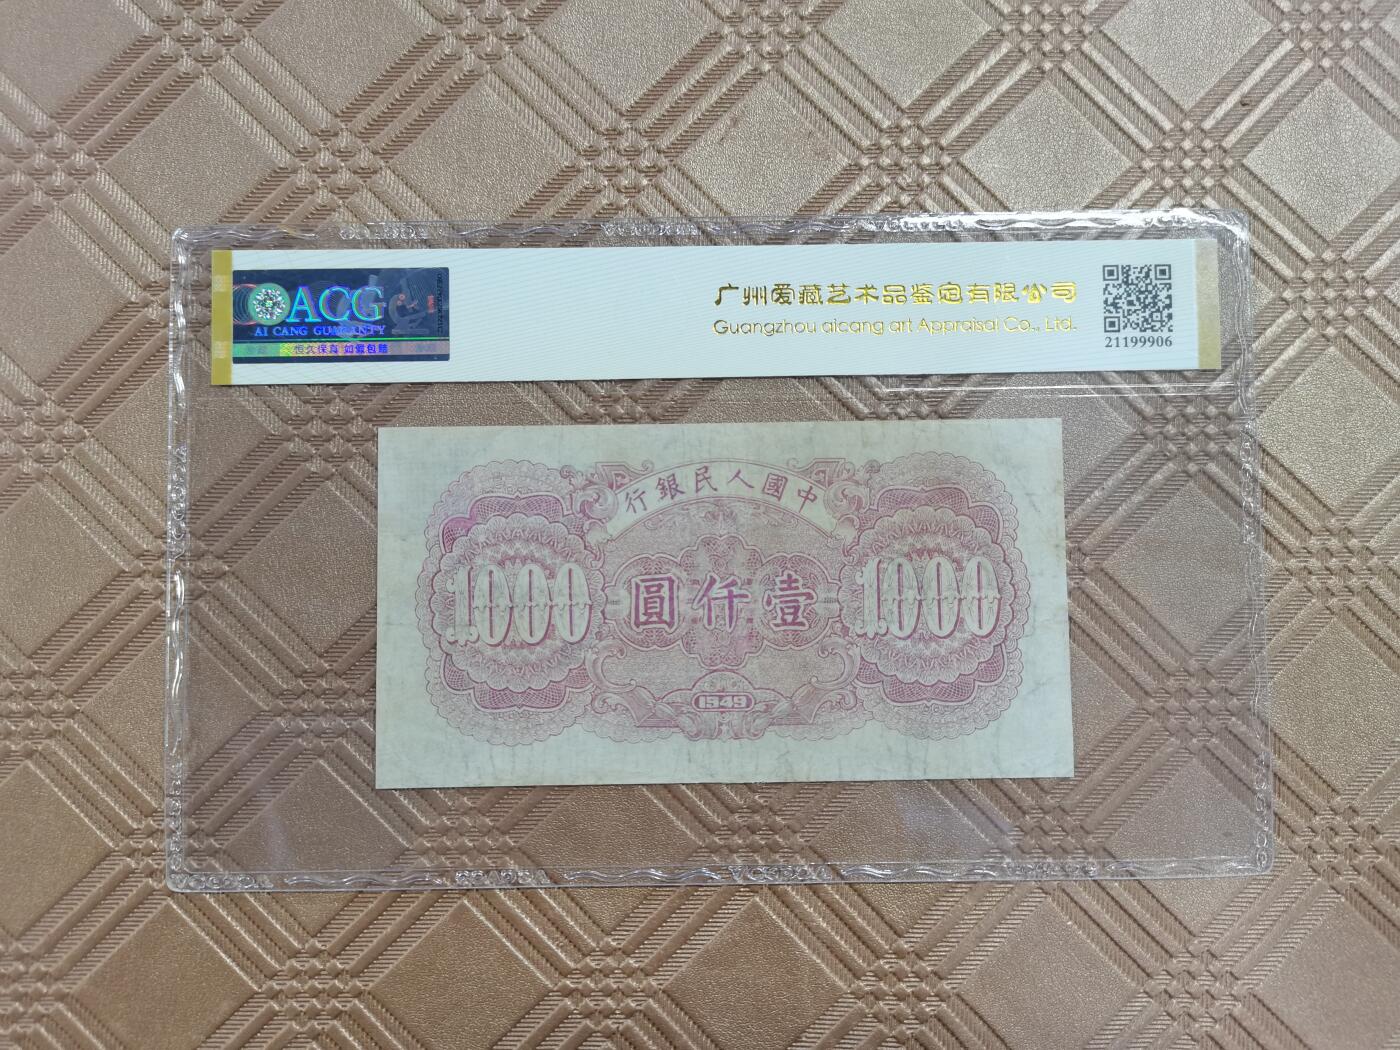 ACG
AI CANG GUARANTY
恒久保真 如假包赔
广州爱藏艺术品鉴定有限公司
Guangzhou aicang art Appraisal Co., Ltd.
21199906
行銀民人國中
1000
圓仟壹
1000
1949